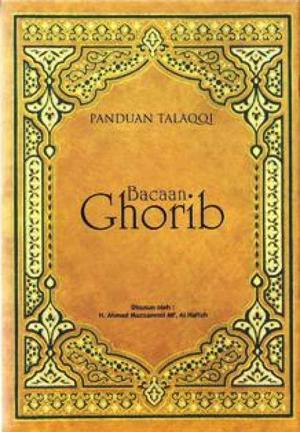 PANDUAN TALAQQI
Bacaan
Ghorib
Disusun oleh :
H. Ahmad Muzzammil MF, Al Hafizh